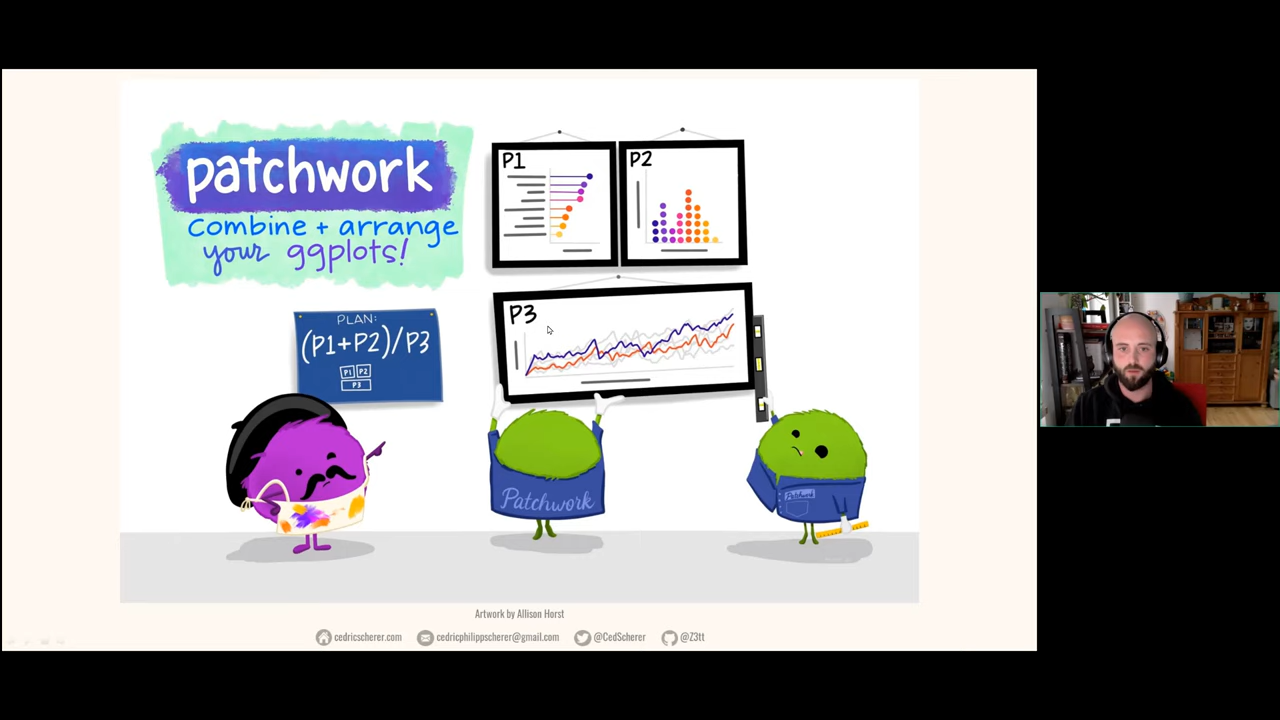 patchwork
combine + arrange
your ggplots!
P1
P2
P3
PLAN:
(P1+P2)/P3
P1 P2
P3
Patchwork
Patchwork
Artwork by Allison Horst
cedricscherer.com cedricphilippscherer@gmail.com @CedScherer @Z3tt